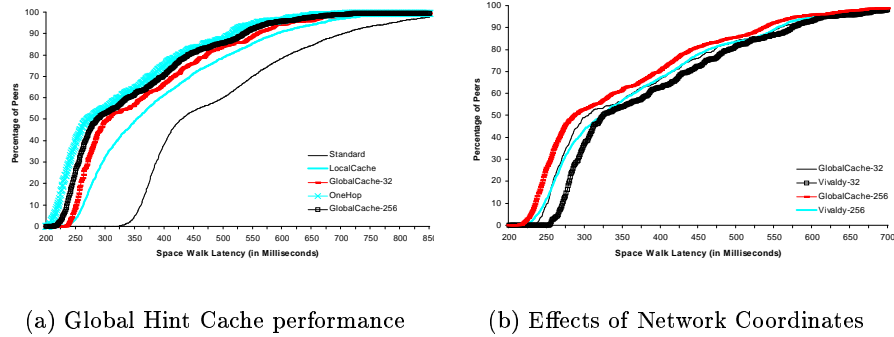 100
90
80
70
60
50
40
30
20
10
0
Percentage of Peers
200 250 300 350 400 450 500 550 600 650 700 750 800 850
Space Walk Latency (in Milliseconds)
Standard
LocalCache
GlobalCache-32
OneHop
GlobalCache-256
(a) Global Hint Cache performance
100
90
80
70
60
50
40
30
20
10
0
Percentage of Peers
200 250 300 350 400 450 500 550 600 650 700
Space Walk Latency (in Milliseconds)
GlobalCache-32
Vivaldy-32
GlobalCache-256
Vivaldy-256
(b) Effects of Network Coordinates